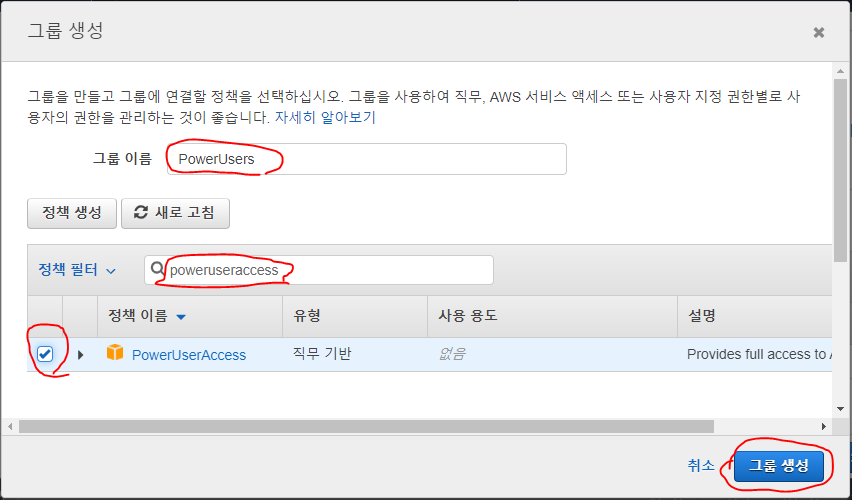 그룹 생성
그룹을 만들고 그룹에 연결할 정책을 선택하십시오. 그룹을 사용하여 직무, AWS 서비스 액세스 또는 사용자 지정 권한별로 사
용자의 권한을 관리하는 것이 좋습니다. 자세히 알아보기
그룹 이름 PowerUsers
정책 생성 새로 고침
정책 필터 poweruseraccess
정책 이름 유형 사용 용도 설명
PowerUserAccess 직무 기반 없음 Provides full access to
취소 그룹 생성